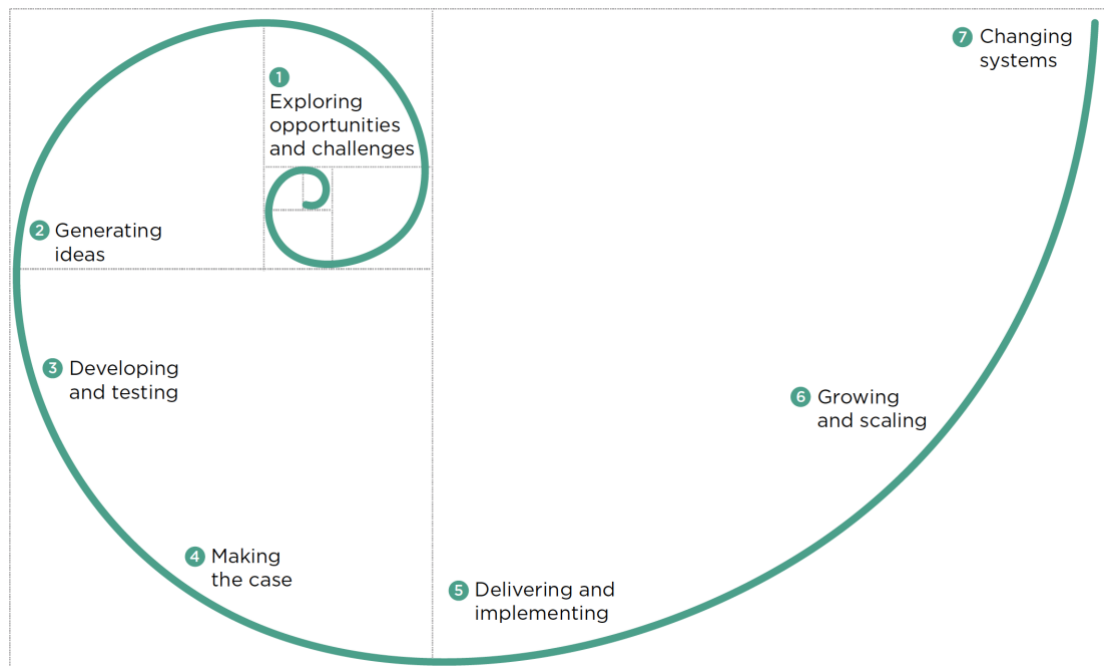 1
Exploring
opportunities
and challenges
2 Generating
ideas
3 Developing
and testing
4 Making
the case
5 Delivering and
implementing
6 Growing
and scaling
7 Changing
systems